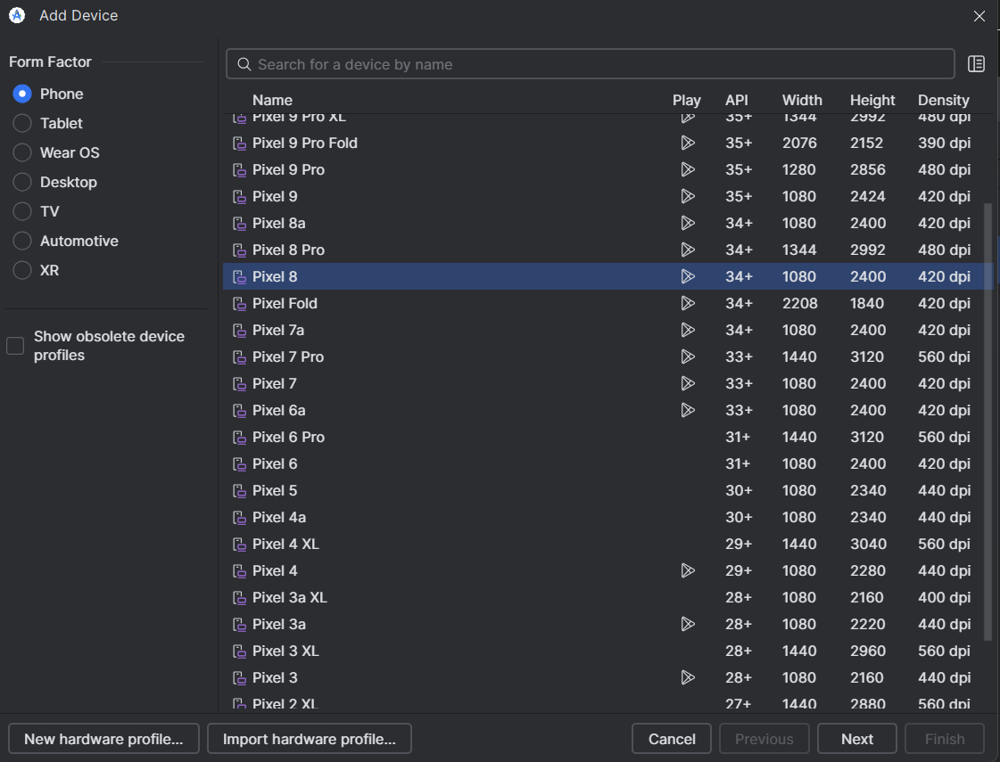 Add Device
Form Factor
Phone
Tablet
Wear OS
Desktop
TV
Automotive
XR
Show obsolete device
profiles
Search for a device by name
Name Play API Width Height Density
Pixel 9 Pro XL 35+ 1344 2992 480 dpi
Pixel 9 Pro Fold 35+ 2076 2152 390 dpi
Pixel 9 Pro 35+ 1280 2856 480 dpi
Pixel 9 35+ 1080 2424 420 dpi
Pixel 8a 34+ 1080 2400 420 dpi
Pixel 8 Pro 34+ 1344 2992 480 dpi
Pixel 8 34+ 1080 2400 420 dpi
Pixel Fold 34+ 2208 1840 420 dpi
Pixel 7a 34+ 1080 2400 420 dpi
Pixel 7 Pro 33+ 1440 3120 560 dpi
Pixel 7 33+ 1080 2400 420 dpi
Pixel 6a 33+ 1080 2400 420 dpi
Pixel 6 Pro 31+ 1440 3120 560 dpi
Pixel 6 31+ 1080 2400 420 dpi
Pixel 5 30+ 1080 2340 440 dpi
Pixel 4a 30+ 1080 2340 440 dpi
Pixel 4 XL 29+ 1440 3040 560 dpi
Pixel 4 29+ 1080 2280 440 dpi
Pixel 3a XL 28+ 1080 2160 400 dpi
Pixel 3a 28+ 1080 2220 440 dpi
Pixel 3 XL 28+ 1440 2960 560 dpi
Pixel 3 28+ 1080 2160 440 dpi
Pixel 2 XL 27+ 1440 2880 560 dpi
New hardware profile... Import hardware profile... Cancel Previous Next Finish